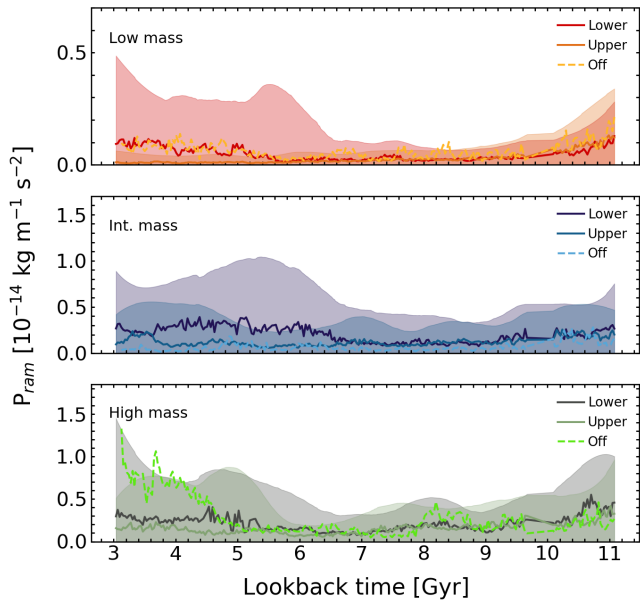 Low mass
Lower
Upper
Off
0.5
0.0
Int. mass
Lower
Upper
Off
1.5
1.0
0.5
0.0
High mass
Lower
Upper
Off
1.5
1.0
0.5
0.0
3 4 5 6 7 8 9 10 11
Lookback time [Gyr]
P_ram [10⁻¹⁴ kg m⁻¹ s⁻²]